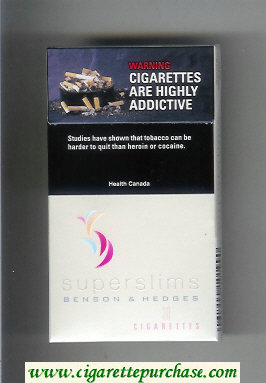 WARNING
CIGARETTES
ARE HIGHLY
ADDICTIVE
Studies have shown that tobacco can be
harder to quit than heroin or cocaine.
Health Canada
superslims
BENSON & HEDGES
CIGARETTES
www.cigarettepurchase.com